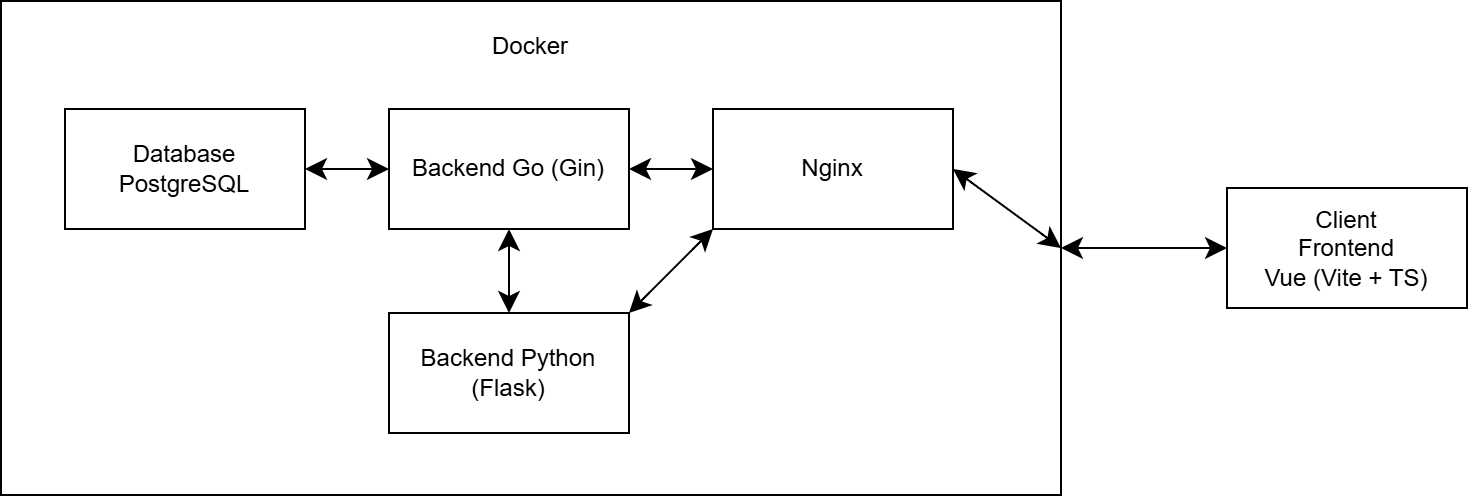 Docker
Database
PostgreSQL
Backend Go (Gin)
Nginx
Client
Frontend
Vue (Vite + TS)
Backend Python
(Flask)